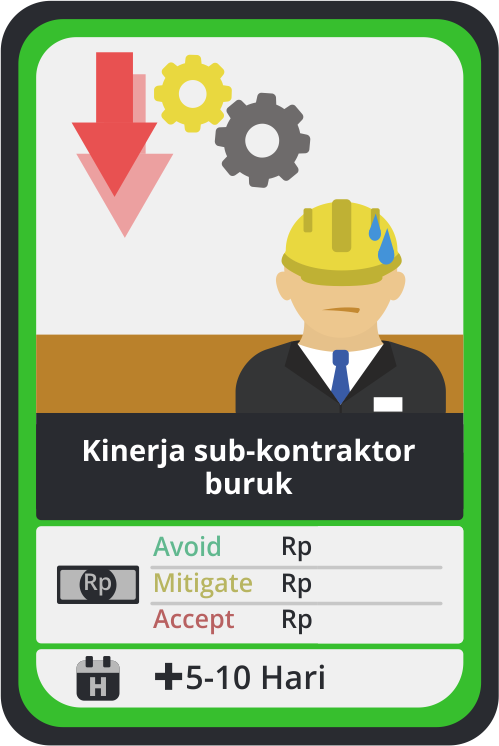 Kinerja sub-kontraktor
buruk
Avoid Rp
Rp
Mitigate Rp
Accept Rp
H
+5-10 Hari